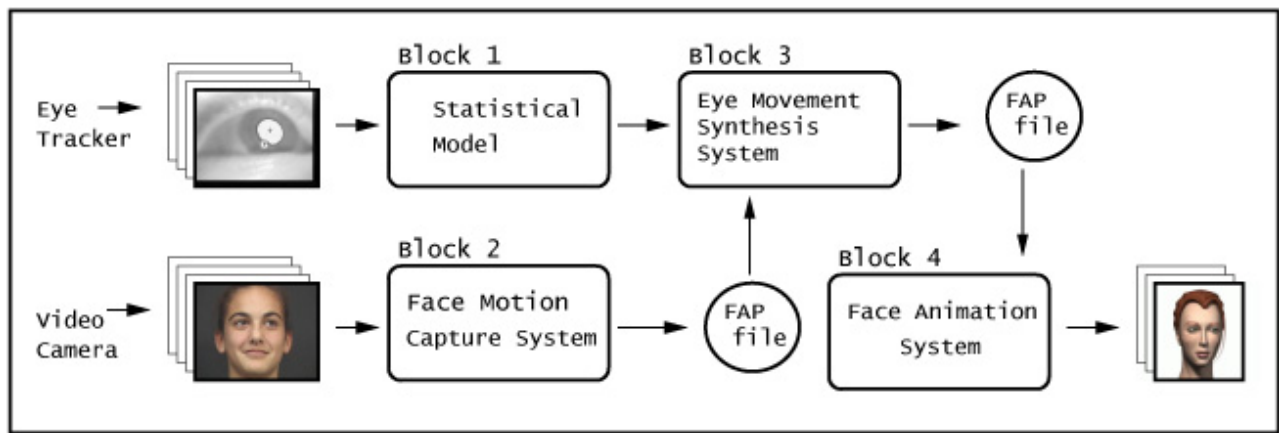 Block 1
Block 3
Eye
Tracker
Statistical
Model
Eye Movement
Synthesis
System
FAP
file
Block 2
Block 4
Video
Camera
Face Motion
Capture System
FAP
file
Face Animation
System